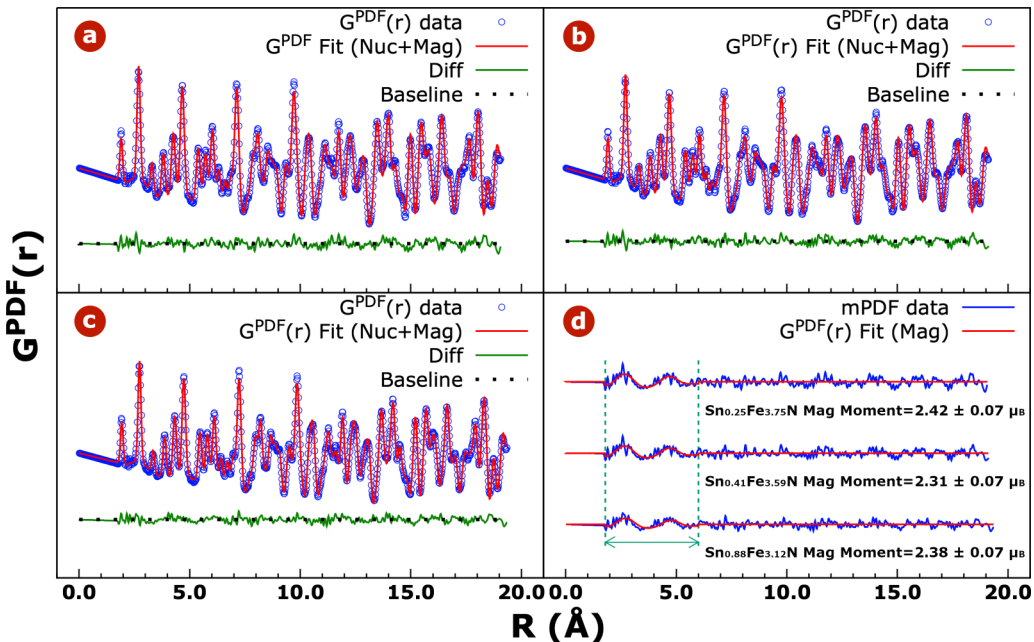 a
G^PDF(r) data
G^PDF Fit (Nuc+Mag)
Diff
Baseline
b
G^PDF(r) data
G^PDF(r) Fit (Nuc+Mag)
Diff
Baseline
c
G^PDF(r) data
G^PDF(r) Fit (Nuc+Mag)
Diff
Baseline
d
mPDF data
G^PDF(r) Fit (Mag)
Sn₀.₂₅Fe₃.₇₅N Mag Moment=2.42 ± 0.07 μB
Sn₀.₄₁Fe₃.₅₉N Mag Moment=2.31 ± 0.07 μB
Sn₀.₈₈Fe₃.₁₂N Mag Moment=2.38 ± 0.07 μB
G^PDF(r)
0.0 5.0 10.0 15.0 20.0
0.0 5.0 10.0 15.0 20.0
R (Å)